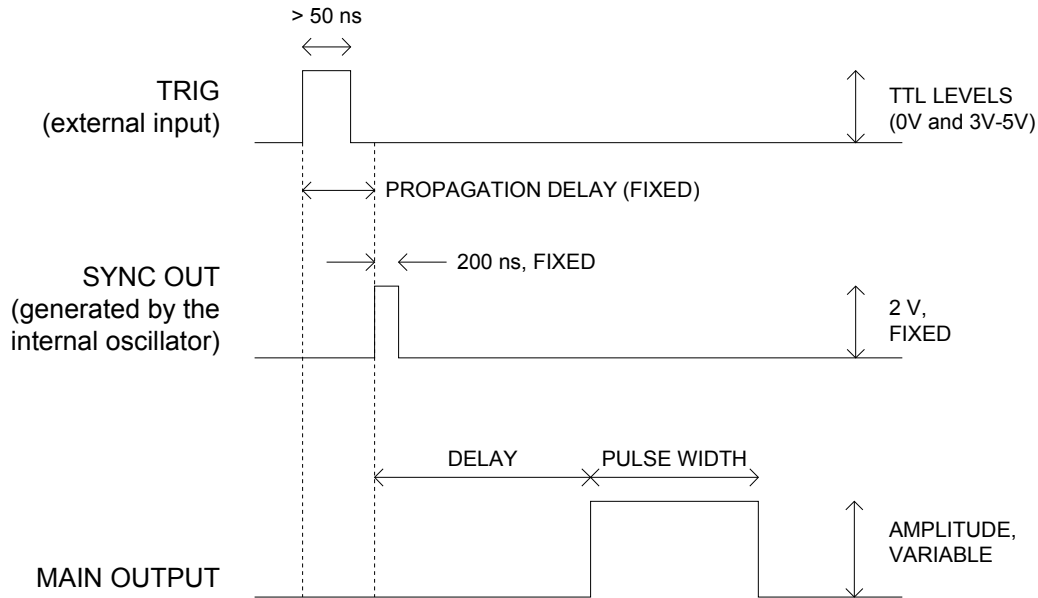 > 50 ns
TRIG
(external input)
TTL LEVELS
(0V and 3V-5V)
PROPAGATION DELAY (FIXED)
200 ns, FIXED
SYNC OUT
(generated by the
internal oscillator)
2 V,
FIXED
DELAY
PULSE WIDTH
AMPLITUDE,
VARIABLE
MAIN OUTPUT